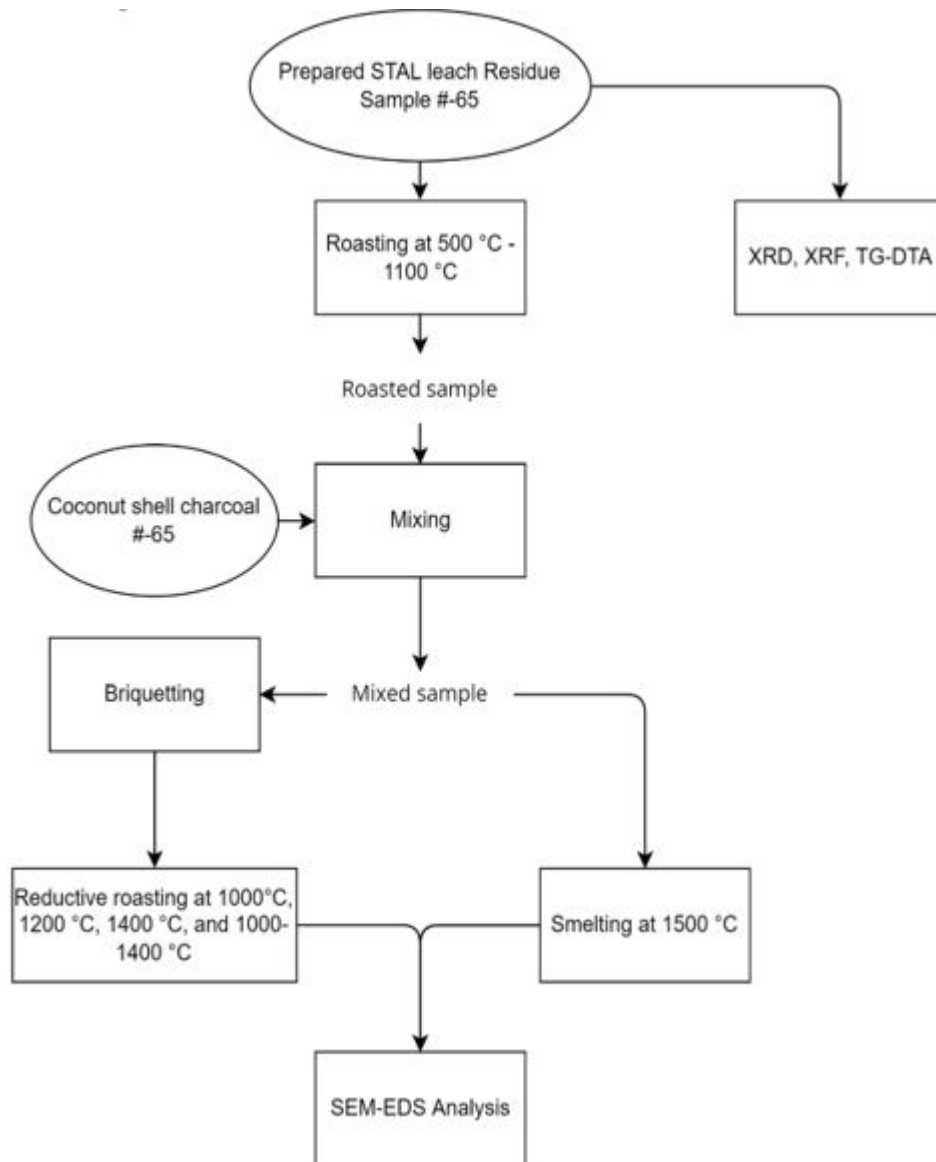 Prepared STAL leach Residue
Sample #-65
Roasting at 500 °C -
1100 °C
XRD, XRF, TG-DTA
Roasted sample
Coconut shell charcoal
#-65
Mixing
Briquetting
Mixed sample
Reductive roasting at 1000°C,
1200 °C, 1400 °C, and 1000-
1400 °C
Smelting at 1500 °C
SEM-EDS Analysis